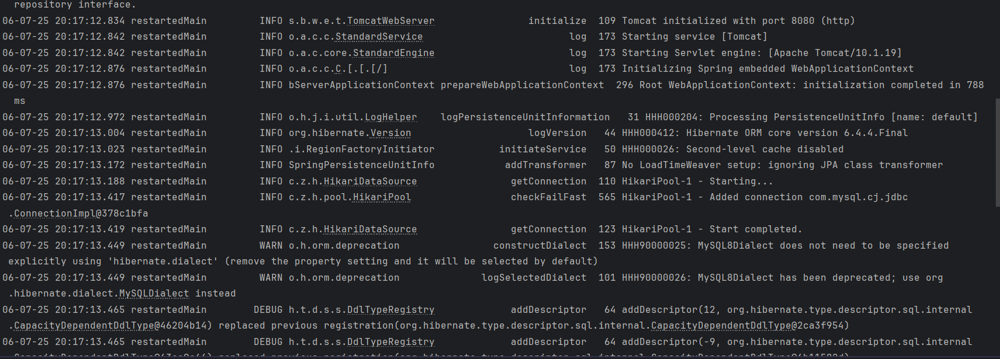 repository interface.
06-07-25 20:17:12.834 restartedMain         INFO s.b.w.e.t.TomcatWebServer                initialize  109 Tomcat initialized with port 8080 (http)
06-07-25 20:17:12.842 restartedMain         INFO o.a.c.c.StandardService                         log  173 Starting service [Tomcat]
06-07-25 20:17:12.842 restartedMain         INFO o.a.c.core.StandardEngine                       log  173 Starting Servlet engine: [Apache Tomcat/10.1.19]
06-07-25 20:17:12.876 restartedMain         INFO o.a.c.c.C.[.[.[/]                               log  173 Initializing Spring embedded WebApplicationContext
06-07-25 20:17:12.876 restartedMain         INFO bServerApplicationContext prepareWebApplicationContext  296 Root WebApplicationContext: initialization completed in 788
ms
06-07-25 20:17:12.972 restartedMain         INFO o.h.j.i.util.LogHelper    logPersistenceUnitInformation   31 HHH000204: Processing PersistenceUnitInfo [name: default]
06-07-25 20:17:13.004 restartedMain         INFO org.hibernate.Version                    logVersion   44 HHH000412: Hibernate ORM core version 6.4.4.Final
06-07-25 20:17:13.023 restartedMain         INFO .i.RegionFactoryInitiator           initiateService   50 HHH000026: Second-level cache disabled
06-07-25 20:17:13.172 restartedMain         INFO SpringPersistenceUnitInfo            addTransformer   87 No LoadTimeWeaver setup: ignoring JPA class transformer
06-07-25 20:17:13.188 restartedMain         INFO c.z.h.HikariDataSource                getConnection  110 HikariPool-1 - Starting...
06-07-25 20:17:13.417 restartedMain         INFO c.z.h.pool.HikariPool                 checkFailFast  565 HikariPool-1 - Added connection com.mysql.cj.jdbc
.ConnectionImpl@378c1bfa
06-07-25 20:17:13.419 restartedMain         INFO c.z.h.HikariDataSource                getConnection  123 HikariPool-1 - Start completed.
06-07-25 20:17:13.449 restartedMain         WARN o.h.orm.deprecation                constructDialect  153 HHH90000025: MySQL8Dialect does not need to be specified
explicitly using 'hibernate.dialect' (remove the property setting and it will be selected by default)
06-07-25 20:17:13.449 restartedMain         WARN o.h.orm.deprecation              logSelectedDialect  101 HHH90000026: MySQL8Dialect has been deprecated; use org
.hibernate.dialect.MySQLDialect instead
06-07-25 20:17:13.465 restartedMain        DEBUG h.t.d.s.s.DdlTypeRegistry             addDescriptor   64 addDescriptor(12, org.hibernate.type.descriptor.sql.internal
.CapacityDependentDdlType@46204b14) replaced previous registration(org.hibernate.type.descriptor.sql.internal.CapacityDependentDdlType@2ca3f954)
06-07-25 20:17:13.465 restartedMain        DEBUG h.t.d.s.s.DdlTypeRegistry             addDescriptor   64 addDescriptor(-9, org.hibernate.type.descriptor.sql.internal